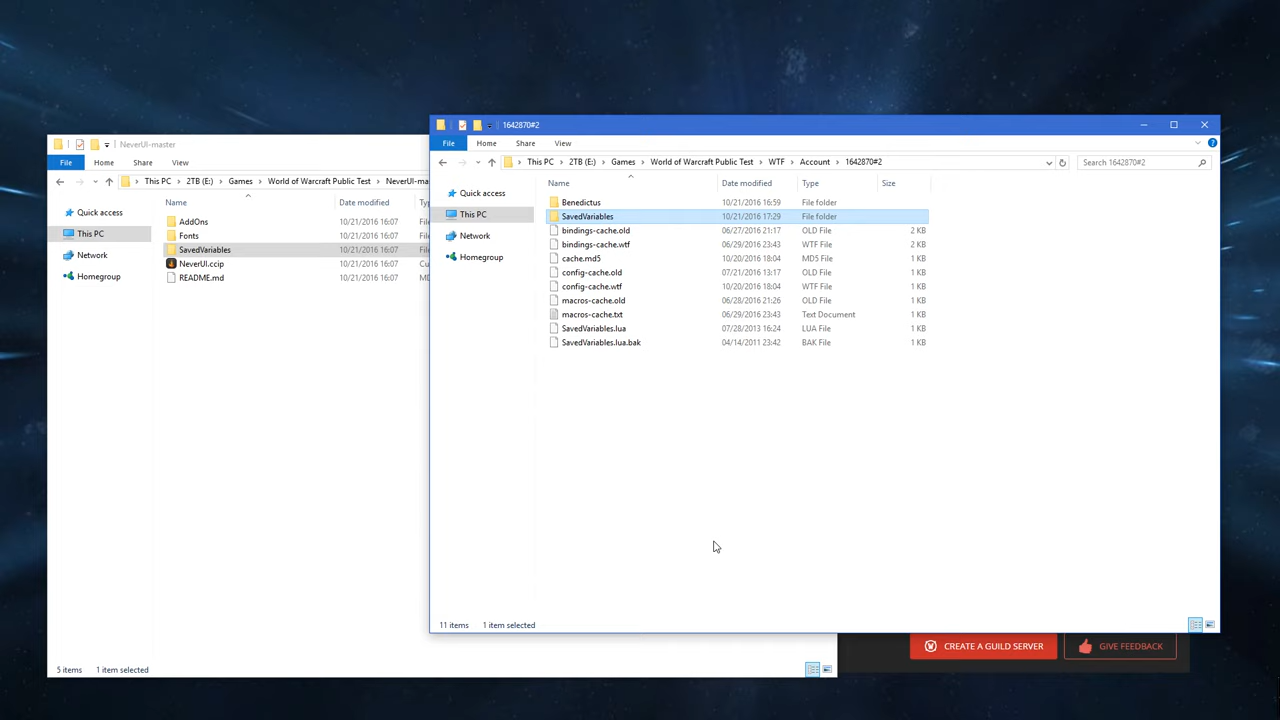 NeverUI-master
File Home Share View
This PC 2TB (E:) Games World of Warcraft Public Test NeverUI-ma
Name Date modified Ty
Quick access
This PC
Network
Homegroup
AddOns 10/21/2016 16:07 File
Fonts 10/21/2016 16:07 File
SavedVariables 10/21/2016 16:07 File
NeverUI.ccip 10/21/2016 16:07 Cu
README.md 10/21/2016 16:07 MD
5 items 1 item selected
1642870#2
File Home Share View
This PC 2TB (E:) Games World of Warcraft Public Test WTF Account 1642870#2
Search 1642870#2
Name Date modified Type Size
Quick access
This PC
Network
Homegroup
Benedictus 10/21/2016 16:59 File folder
SavedVariables 10/21/2016 17:29 File folder
bindings-cache.old 06/27/2016 21:17 OLD File 2 KB
bindings-cache.wtf 06/29/2016 23:43 WTF File 2 KB
cache.md5 10/20/2016 18:04 MD5 File 1 KB
config-cache.old 07/21/2016 13:17 OLD File 1 KB
config-cache.wtf 10/20/2016 18:04 WTF File 1 KB
macros-cache.old 06/28/2016 21:26 OLD File 1 KB
macros-cache.txt 06/29/2016 23:43 Text Document 1 KB
SavedVariables.lua 07/28/2013 16:24 LUA File 1 KB
SavedVariables.lua.bak 04/14/2011 23:42 BAK File 1 KB
11 items 1 item selected
CREATE A GUILD SERVER
GIVE FEEDBACK